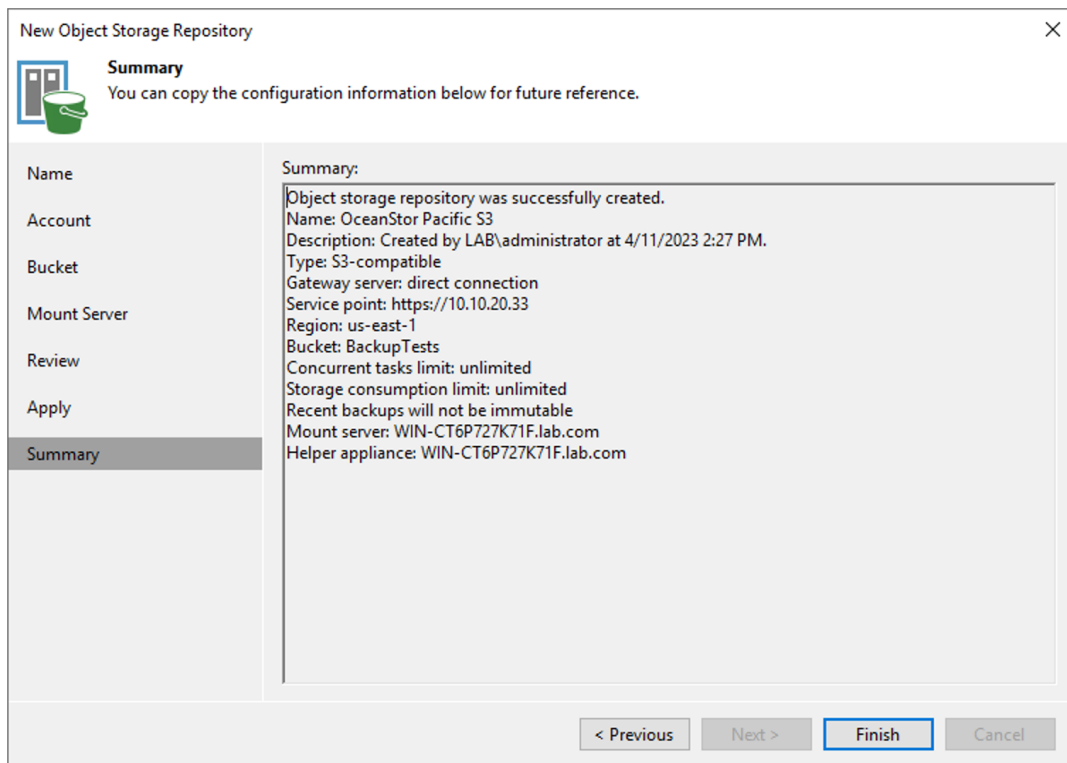 New Object Storage Repository
Summary
You can copy the configuration information below for future reference.
Name
Account
Bucket
Mount Server
Review
Apply
Summary
Summary:
Object storage repository was successfully created.
Name: OceanStor Pacific S3
Description: Created by LAB\administrator at 4/11/2023 2:27 PM.
Type: S3-compatible
Gateway server: direct connection
Service point: https://10.10.20.33
Region: us-east-1
Bucket: BackupTests
Concurrent tasks limit: unlimited
Storage consumption limit: unlimited
Recent backups will not be immutable
Mount server: WIN-CT6P727K71F.lab.com
Helper appliance: WIN-CT6P727K71F.lab.com
< Previous
Next >
Finish
Cancel